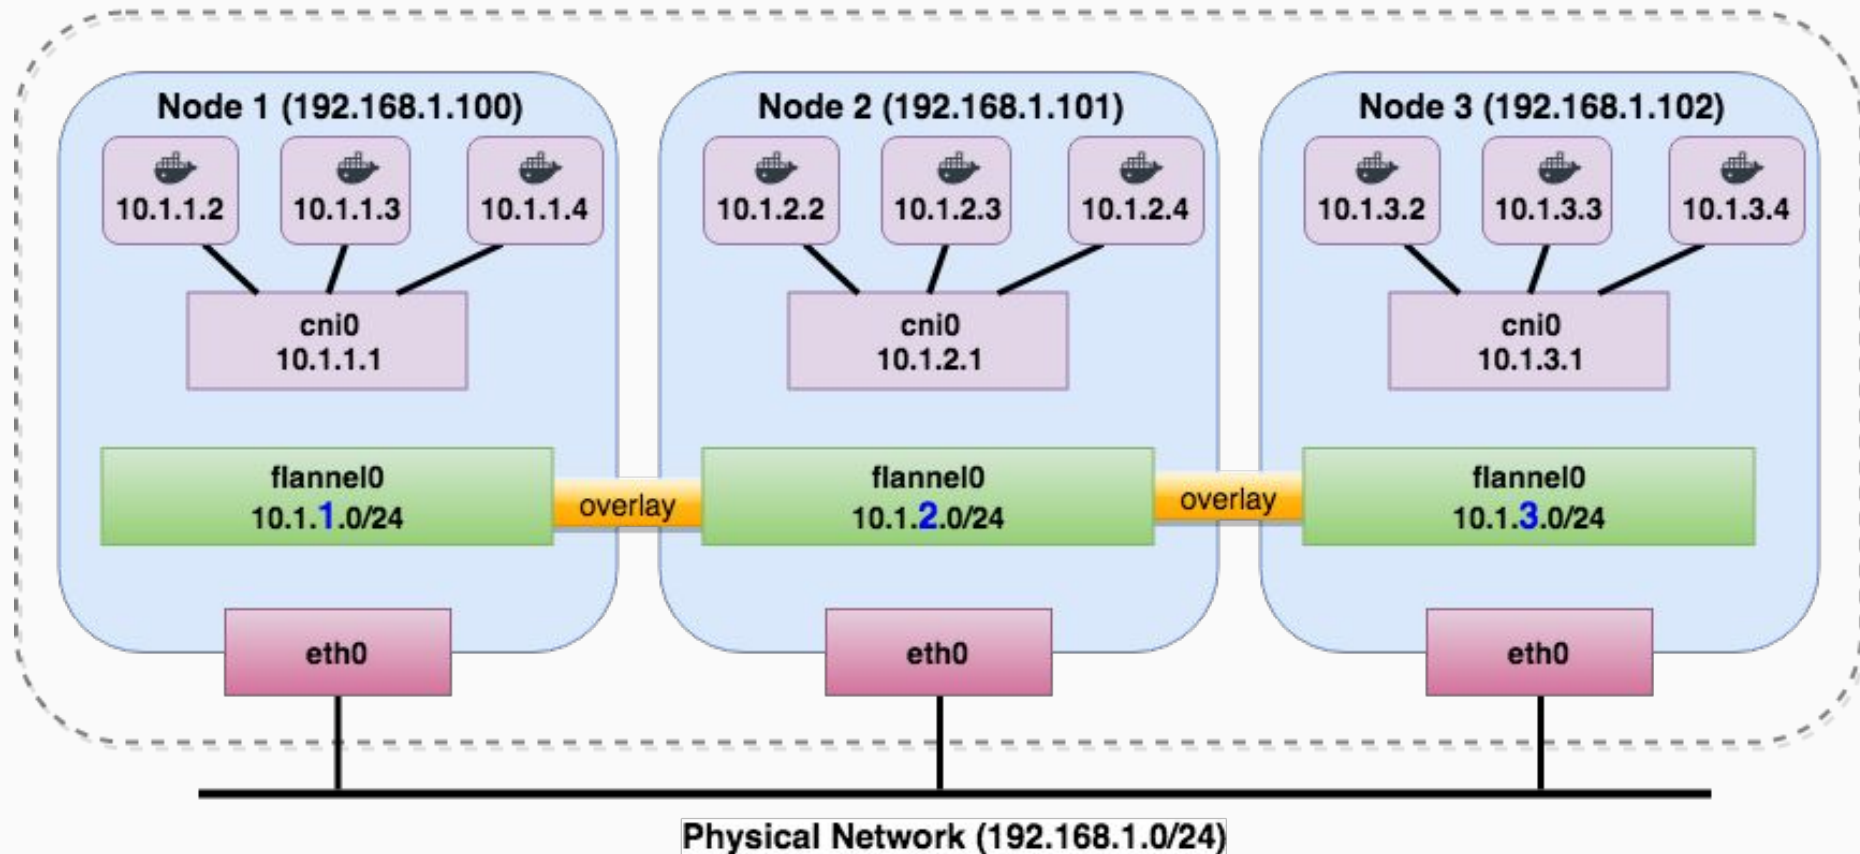 Node 1 (192.168.1.100)
10.1.1.2
10.1.1.3
10.1.1.4
cni0
10.1.1.1
flannel0
10.1.1.0/24
eth0
overlay
Node 2 (192.168.1.101)
10.1.2.2
10.1.2.3
10.1.2.4
cni0
10.1.2.1
flannel0
10.1.2.0/24
eth0
overlay
Node 3 (192.168.1.102)
10.1.3.2
10.1.3.3
10.1.3.4
cni0
10.1.3.1
flannel0
10.1.3.0/24
eth0
Physical Network (192.168.1.0/24)